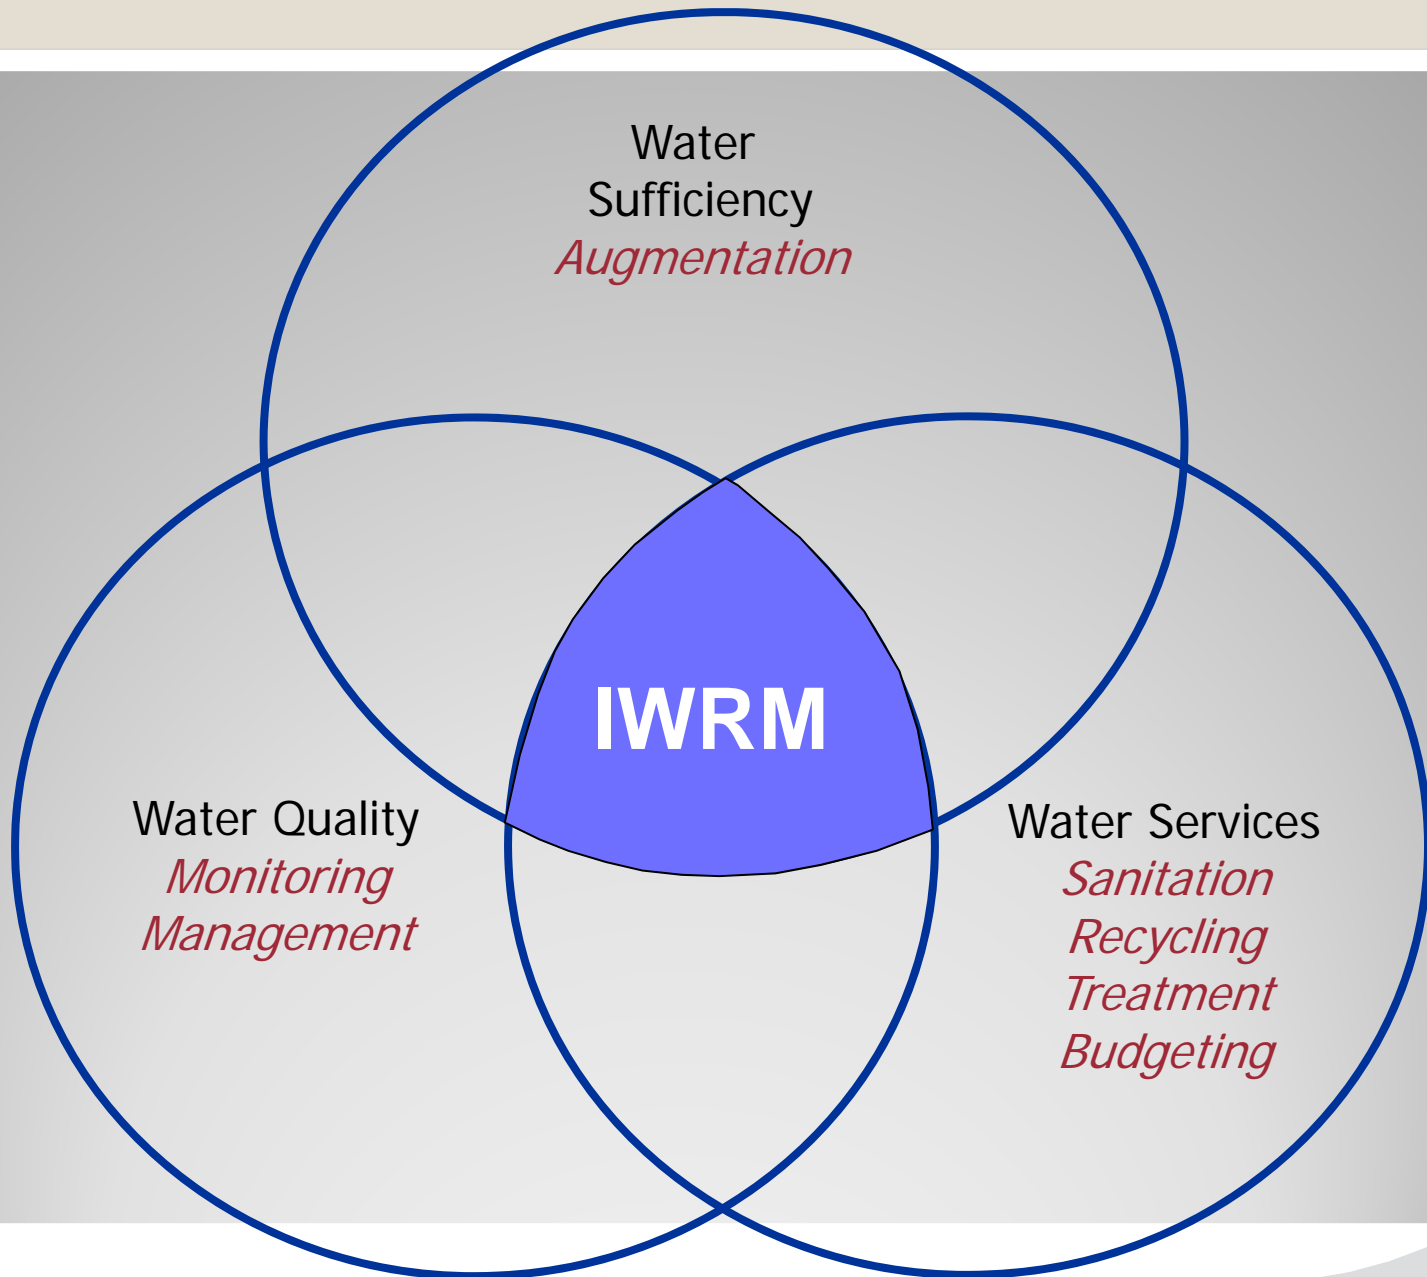 Water
Sufficiency
Augmentation
IWRM
Water Quality
Monitoring
Management
Water Services
Sanitation
Recycling
Treatment
Budgeting